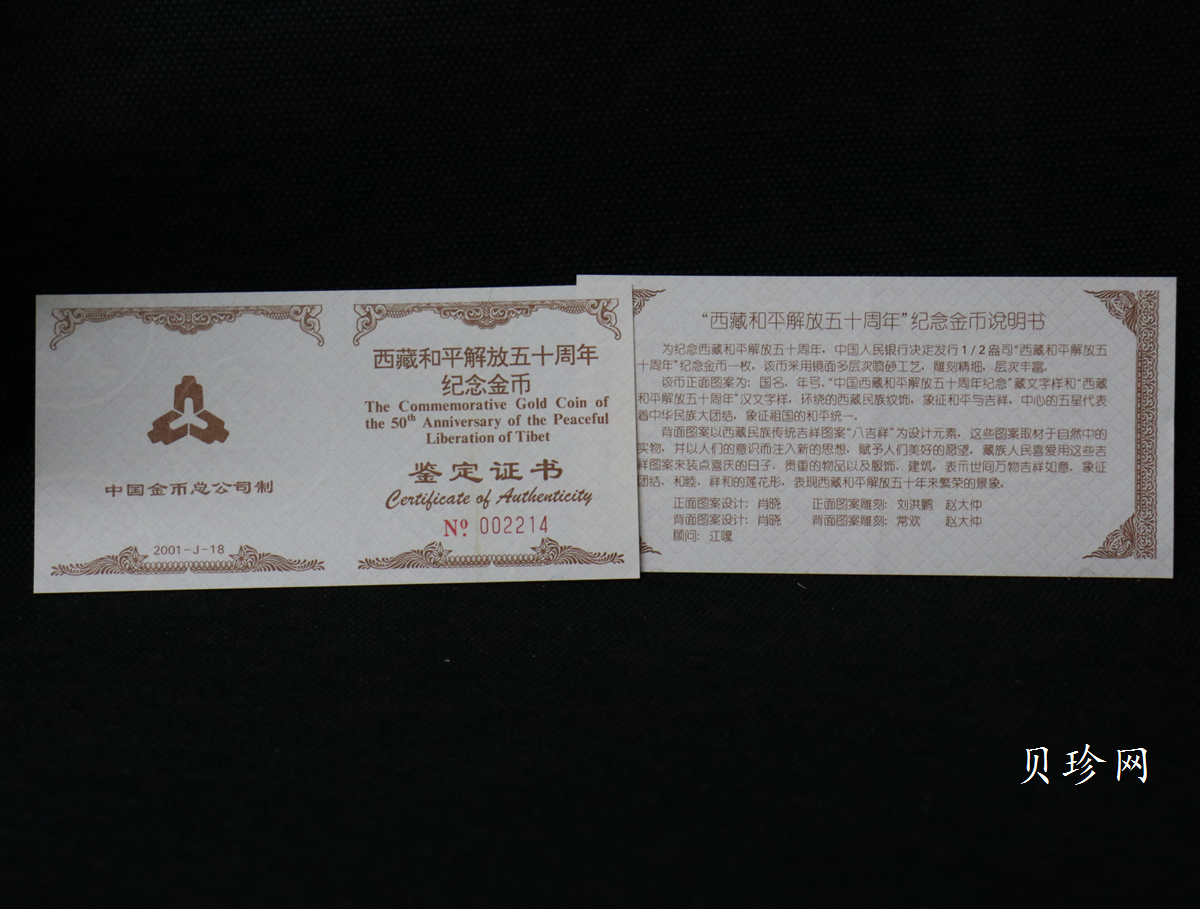 中国金币总公司制
2001-J-18
西藏和平解放五十周年
纪念金币
The Commemorative Gold Coin of
the 50th Anniversary of the Peaceful
Liberation of Tibet
鉴定证书
Certificate of Authenticity
№ 002214
“西藏和平解放五十周年”纪念金币说明书
为纪念西藏和平解放五十周年，中国人民银行决定发行1/2盎司“西藏和平解放五
十周年”纪念金币一枚，该币采用镜面多层次喷砂工艺，雕刻精细，层次丰富。
该币正面图案为：国名、年号，“中国西藏和平解放五十周年纪念”藏文字样和“西藏
和平解放五十周年”汉文字样，环绕的西藏民族纹饰，象征和平与吉祥，中心的五星代表
着中华民族大团结，象征祖国的和平统一。
背面图案以西藏民族传统吉祥图案“八吉祥”为设计元素，这些图案取材于自然中的
实物，并以人们的意识而注入新的思想，赋予人们美好的愿望，藏族人民喜爱用这些吉
祥图案来装点喜庆的日子、贵重的物品以及服饰、建筑，表示世间万物吉祥如意，象征
团结、和睦，祥和的莲花形，表现西藏和平解放五十年来繁荣的景象。
正面图案设计：肖晓 正面图案雕刻：刘洪鹏 赵大仲
背面图案设计：肖晓 背面图案雕刻：常欢 赵大仲
顾问：江嘎
贝珍网